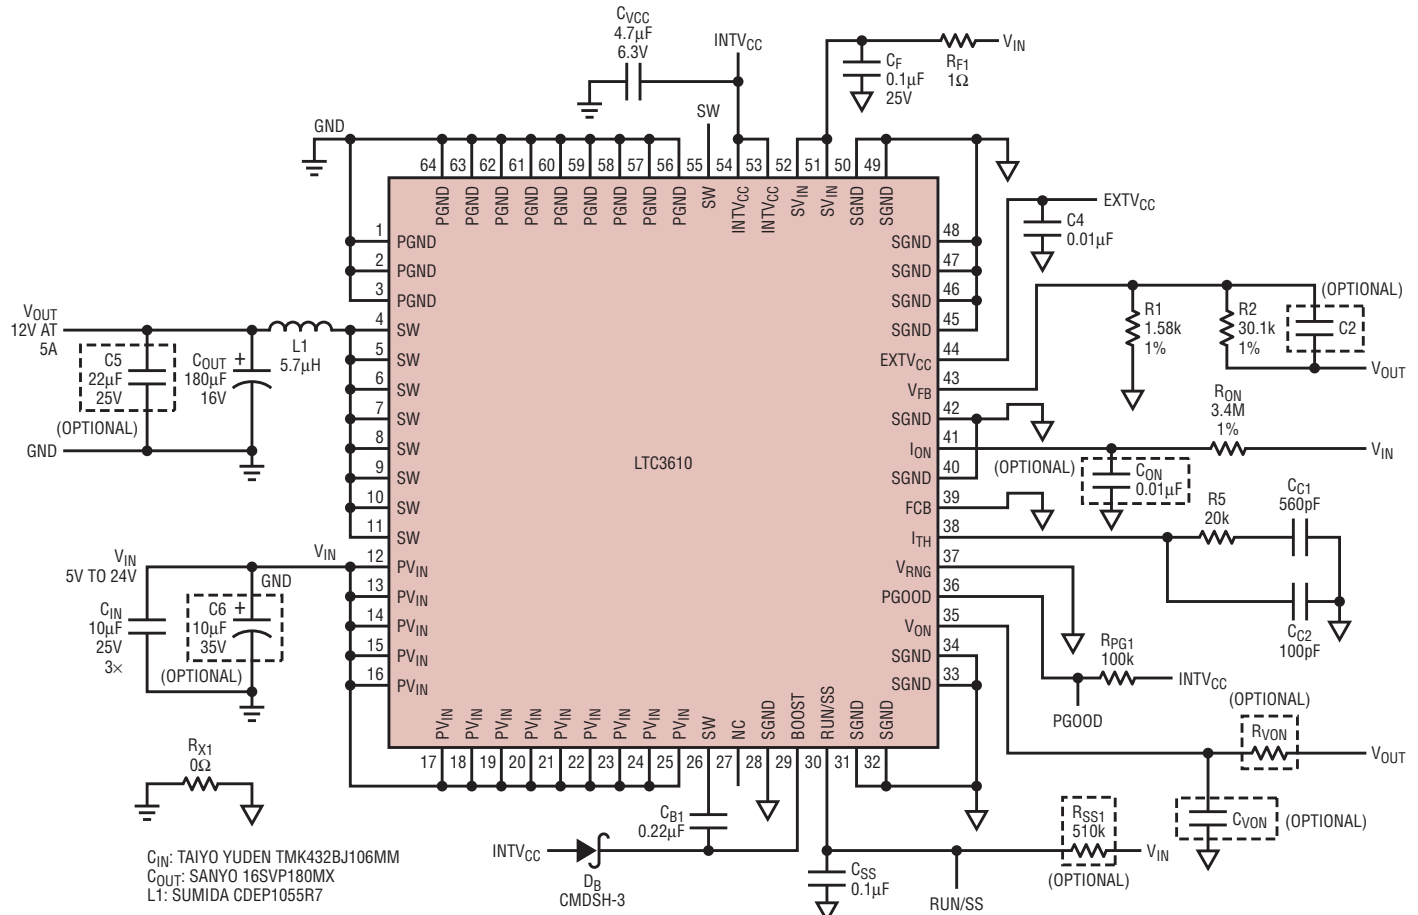 CVCC
4.7µF
6.3V
INTVCC
CF
0.1µF
25V
RF1
1Ω
VIN
SW
GND
64 63 62 61 60 59 58 57 56 55 54 53 52 51 50 49
PGND PGND PGND PGND PGND PGND PGND PGND PGND SW INTVCC INTVCC SVIN SVIN SGND SGND
1 PGND
2 PGND
3 PGND
4 SW
5 SW
6 SW
7 SW
8 SW
9 SW
10 SW
11 SW
12 PVIN
13 PVIN
14 PVIN
15 PVIN
16 PVIN
LTC3610
SGND 48
SGND 47
SGND 46
SGND 45
EXTVCC 44
VFB 43
SGND 42
ION 41
SGND 40
FCB 39
ITH 38
VRNG 37
PGOOD 36
VON 35
SGND 34
SGND 33
PVIN PVIN PVIN PVIN PVIN PVIN PVIN PVIN PVIN SW NC SGND BOOST RUN/SS SGND SGND
17 18 19 20 21 22 23 24 25 26 27 28 29 30 31 32
VOUT
12V AT
5A
C5
22µF
25V
(OPTIONAL)
COUT
180µF
16V
+
L1
5.7µH
GND
VIN
5V TO 24V
VIN
GND
CIN
10µF
25V
3×
C6
10µF
35V
+
(OPTIONAL)
RX1
0Ω
EXTVCC
C4
0.01µF
R1
1.58k
1%
R2
30.1k
1%
(OPTIONAL)
C2
VOUT
RON
3.4M
1%
VIN
(OPTIONAL)
CON
0.01µF
R5
20k
CC1
560pF
CC2
100pF
RPG1
100k
INTVCC
PGOOD
(OPTIONAL)
RVON
VOUT
CVON
(OPTIONAL)
RSS1
510k
VIN
(OPTIONAL)
CSS
0.1µF
RUN/SS
CB1
0.22µF
INTVCC
DB
CMDSH-3
CIN: TAIYO YUDEN TMK432BJ106MM
COUT: SANYO 16SVP180MX
L1: SUMIDA CDEP1055R7